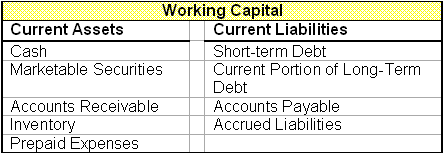 Working Capital
Current Assets Current Liabilities
Cash Short-term Debt
Marketable Securities Current Portion of Long-Term
Debt
Accounts Receivable Accounts Payable
Inventory Accrued Liabilities
Prepaid Expenses